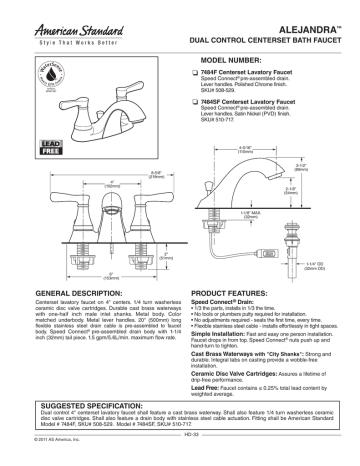 American Standard
Style That Works Better
ALEJANDRA™
DUAL CONTROL CENTERSET BATH FAUCET
MODEL NUMBER:
7484F Centerset Lavatory Faucet
Speed Connect® pre-assembled drain.
Lever handles. Polished Chrome finish.
SKU# 508-529.
7484SF Centerset Lavatory Faucet
Speed Connect® pre-assembled drain.
Lever handles. Satin Nickel (PVD) finish.
SKU# 510-717.
WaterSense
LEAD
FREE
8-5/8"
(219mm)
4"
(102mm)
2"
(51mm)
6"
(153mm)
4-5/16"
(110mm)
3-1/2"
(89mm)
2-1/8"
(54mm)
1-1/8" MAX.
1-1/4" OD
(32mm OD)
GENERAL DESCRIPTION:
Centerset lavatory faucet on 4" centers. 1/4 turn washerless
ceramic disc valve cartridges. Durable cast brass waterways
with one-half inch male inlet shanks. Metal body. Color
matched underbody. Metal lever handles. 20" (500mm) long
flexible stainless steel drain cable is pre-assembled to faucet
body. Speed Connect® pre-assembled drain body with 1-1/4
inch (32mm) tail piece. 1.5 gpm/5.6L/min. maximum flow rate.
PRODUCT FEATURES:
Speed Connect® Drain:
• 1/3 the parts, installs in 1/3 the time.
• No tools or plumbers putty required for installation.
• No adjustments required - seals the first time, every time.
• Flexible stainless steel cable - installs effortlessly in tight spaces.
Simple Installation: Fast and easy one person installation.
Faucet drops in from top. Speed Connect® nuts push up and
hand-turn to tighten.
Cast Brass Waterways with "City Shanks": Strong and
durable. Integral tabs on casting provide a wobble-free
installation.
Ceramic Disc Valve Cartridges: Assures a lifetime of
drip-free performance.
Lead Free: Faucet contains ≤ 0.25% total lead content by
weighted average.
SUGGESTED SPECIFICATION:
Dual control 4" centerset lavatory faucet shall feature a cast brass waterway. Shall also feature 1/4 turn washerless ceramic
disc valve cartridges. Shall also feature a drain body with stainless steel cable actuation. Fitting shall be American Standard
Model # 7484F, SKU# 508-529. Model # 7484SF, SKU# 510-717.
HD-33
© 2011 AS America, Inc.